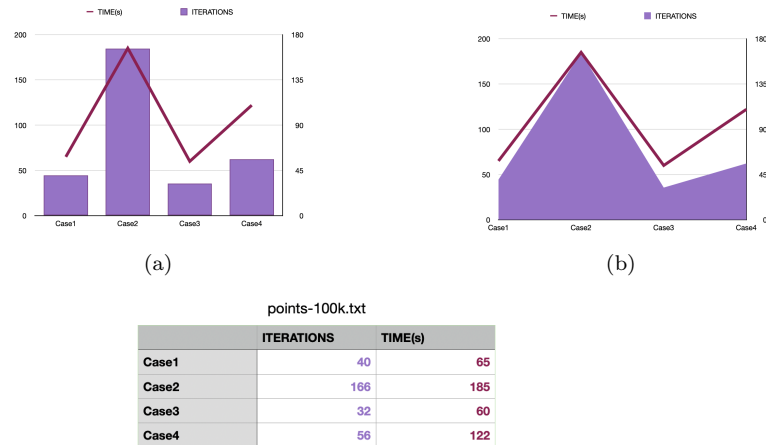 TIME(s) ITERATIONS
200 180
150 135
100 90
50 45
0 0
Case1 Case2 Case3 Case4
(a)
TIME(s) ITERATIONS
200 180
150 135
100 90
50 45
0 0
Case1 Case2 Case3 Case4
(b)
points-100k.txt
ITERATIONS TIME(s)
Case1 40 65
Case2 166 185
Case3 32 60
Case4 56 122